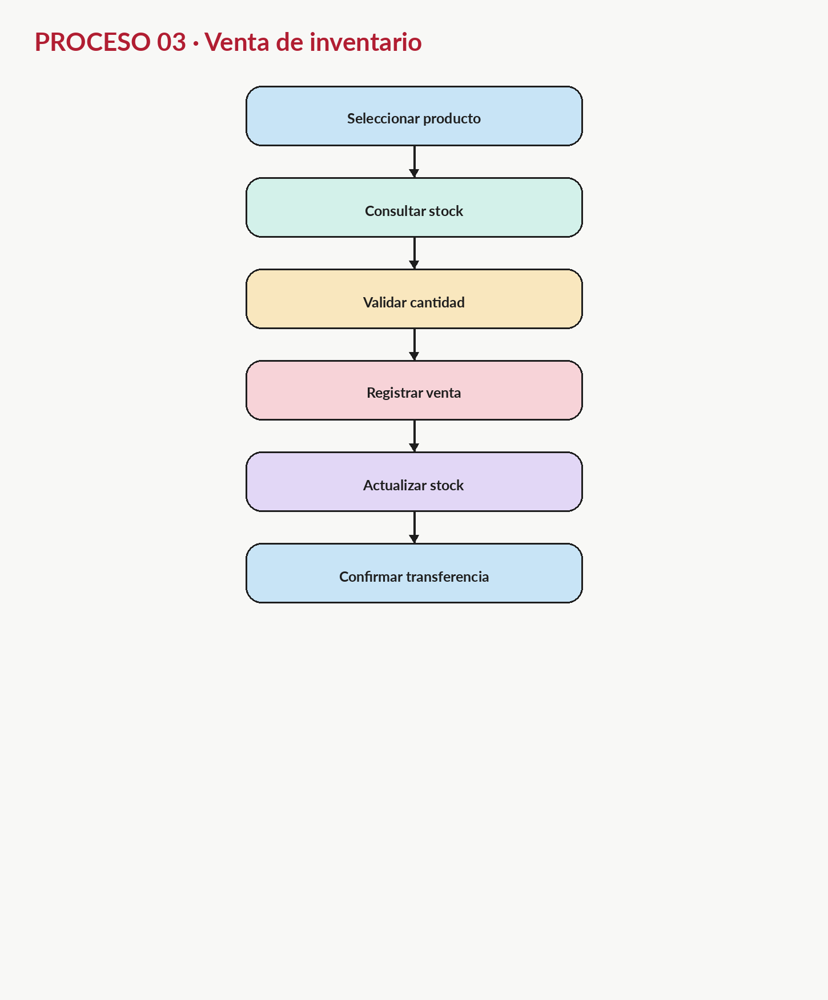 PROCESO 03 · Venta de inventario
Seleccionar producto
Consultar stock
Validar cantidad
Registrar venta
Actualizar stock
Confirmar transferencia